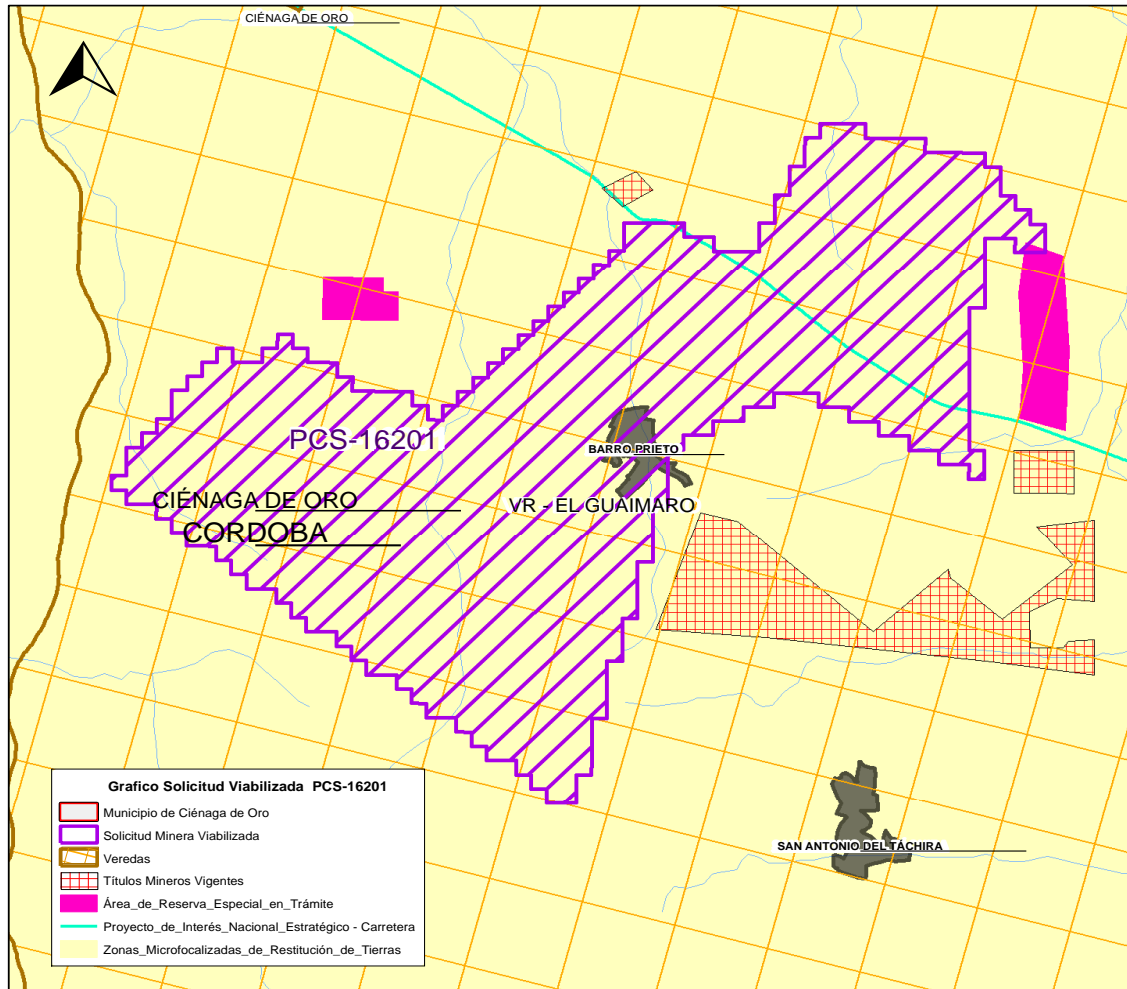 CIÉNAGA DE ORO
PCS-16201
BARRO PRIETO
CIÉNAGA DE ORO
VR - EL GUAIMARO
CORDOBA
Grafico Solicitud Viabilizada PCS-16201
Municipio de Ciénaga de Oro
Solicitud Minera Viabilizada
Veredas
Títulos Mineros Vigentes
Área_de_Reserva_Especial_en_Trámite
Proyecto_de_Interés_Nacional_Estratégico - Carretera
Zonas_Microfocalizadas_de_Restitución_de_Tierras
SAN ANTONIO DEL TÁCHIRA